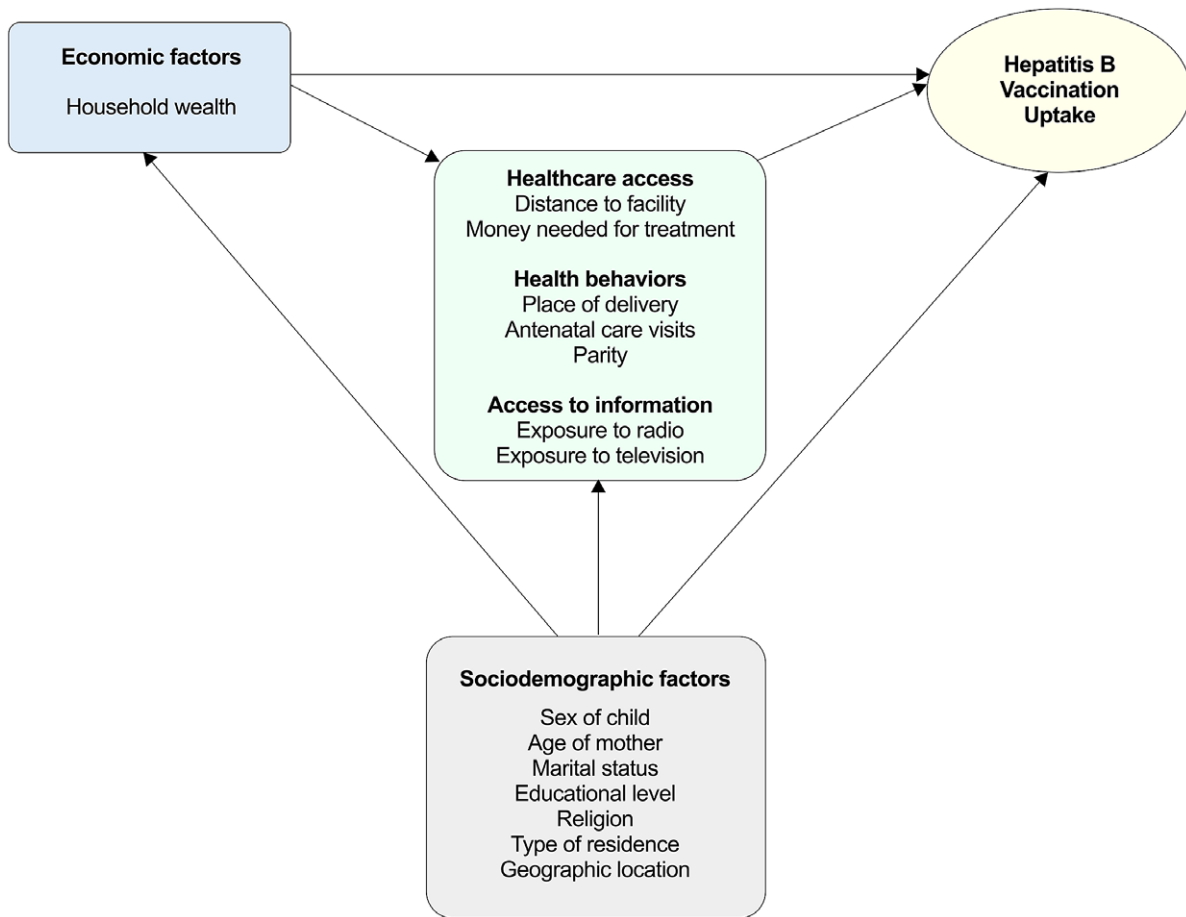 Economic factors
Household wealth
Hepatitis B
Vaccination
Uptake
Healthcare access
Distance to facility
Money needed for treatment
Health behaviors
Place of delivery
Antenatal care visits
Parity
Access to information
Exposure to radio
Exposure to television
Sociodemographic factors
Sex of child
Age of mother
Marital status
Educational level
Religion
Type of residence
Geographic location